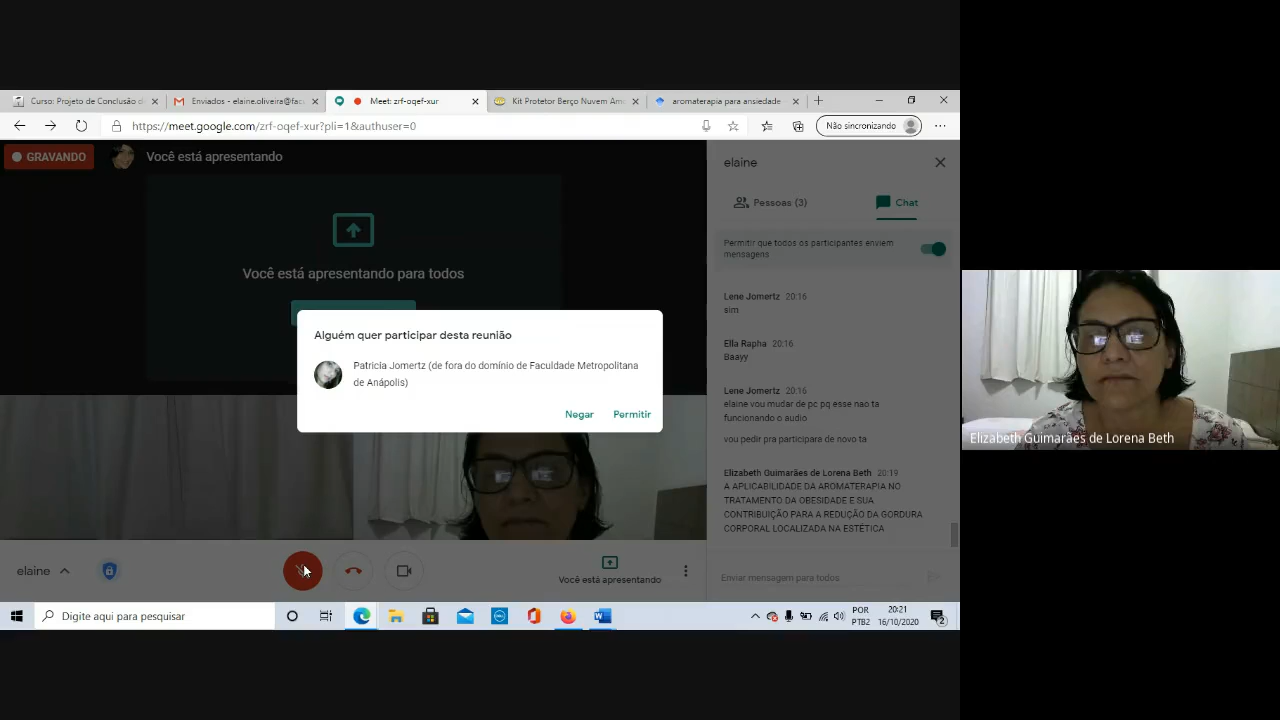 Curso: Projeto de Conclusão d
Enviados - elaine.oliveira@fac
Meet: zrf-oqef-xur
Kit Protetor Berço Nuvem Am
aromaterapia para ansiedade
https://meet.google.com/zrf-oqef-xur?pli=1&authuser=0
Não sincronizando
GRAVANDO
Você está apresentando
Você está apresentando para todos
Alguém quer participar desta reunião
Patricia Jomertz (de fora do domínio de Faculdade Metropolitana
de Anápolis)
Negar
Permitir
elaine
Pessoas (3)
Chat
Permitir que todos os participantes enviem
mensagens
Lene Jomertz 20:16
sim
Ella Rapha 20:16
Baayy
Lene Jomertz 20:16
elaine vou mudar de pc pq esse nao ta
funcionando o audio
vou pedir pra participara de novo ta
Elizabeth Guimarães de Lorena Beth 20:19
A APLICABILIDADE DA AROMATERAPIA NO
TRATAMENTO DA OBESIDADE E SUA
CONTRIBUIÇÃO PARA A REDUÇÃO DA GORDURA
CORPORAL LOCALIZADA NA ESTÉTICA
Enviar mensagem para todos
elaine
Você está apresentando
Digite aqui para pesquisar
POR
PTB2
20:21
16/10/2020
2
Elizabeth Guimarães de Lorena Beth